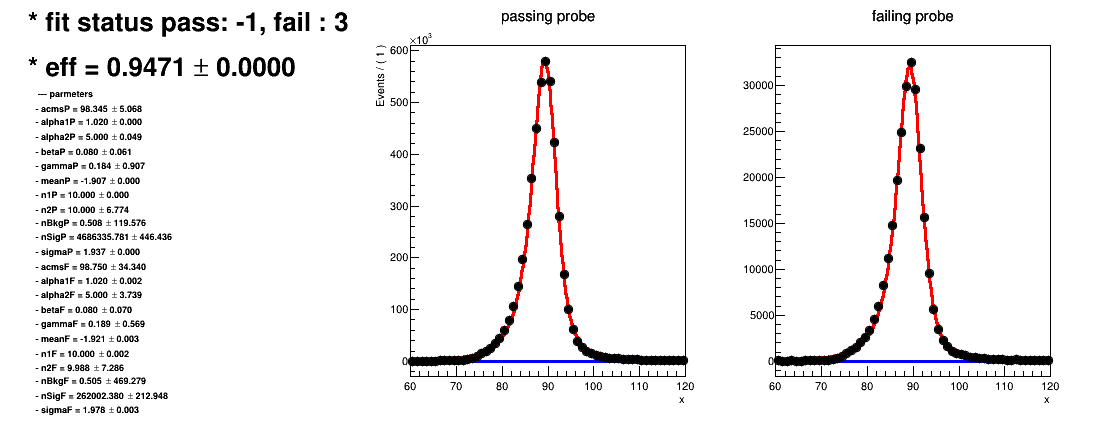 * fit status pass: -1, fail : 3
* eff = 0.9471 ± 0.0000
--- parmeters
- acmsP = 98.345 ± 5.068
- alpha1P = 1.020 ± 0.000
- alpha2P = 5.000 ± 0.049
- betaP = 0.080 ± 0.061
- gammaP = 0.184 ± 0.907
- meanP = -1.907 ± 0.000
- n1P = 10.000 ± 0.000
- n2P = 10.000 ± 6.774
- nBkgP = 0.508 ± 119.576
- nSigP = 4686335.781 ± 446.436
- sigmaP = 1.937 ± 0.000
- acmsF = 98.750 ± 34.340
- alpha1F = 1.020 ± 0.002
- alpha2F = 5.000 ± 3.739
- betaF = 0.080 ± 0.070
- gammaF = 0.189 ± 0.569
- meanF = -1.921 ± 0.003
- n1F = 10.000 ± 0.002
- n2F = 9.988 ± 7.286
- nBkgF = 0.505 ± 469.279
- nSigF = 262002.380 ± 212.948
- sigmaF = 1.978 ± 0.003
passing probe
×10³
Events / ( 1 )
600
500
400
300
200
100
0
60 70 80 90 100 110 120
x
failing probe
30000
25000
20000
15000
10000
5000
0
60 70 80 90 100 110 120
x